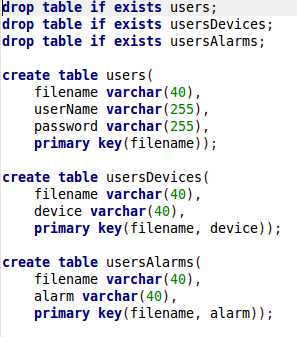 drop table if exists users;
drop table if exists usersDevices;
drop table if exists usersAlarms;
create table users(
filename varchar(40),
userName varchar(255),
password varchar(255),
primary key(filename));
create table usersDevices(
filename varchar(40),
device varchar(40),
primary key(filename, device));
create table usersAlarms(
filename varchar(40),
alarm varchar(40),
primary key(filename, alarm));